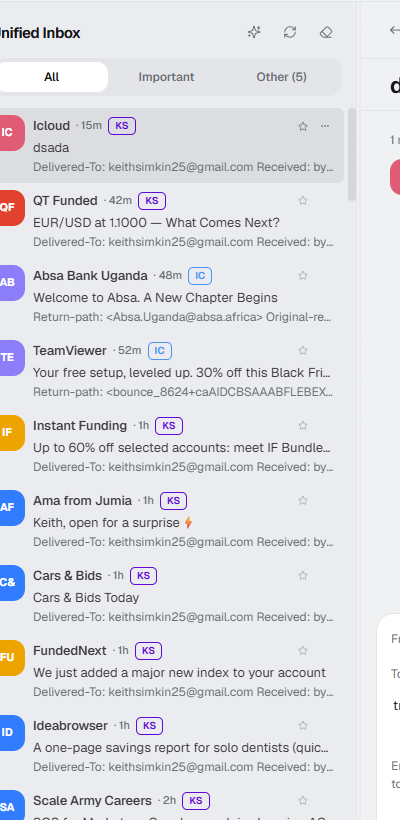 Unified Inbox
All
Important
Other (5)
IC
Icloud · 15m KS
dsada
Delivered-To: keithsimkin25@gmail.com Received: by...
QF
QT Funded · 42m KS
EUR/USD at 1.1000 — What Comes Next?
Delivered-To: keithsimkin25@gmail.com Received: by...
AB
Absa Bank Uganda · 48m IC
Welcome to Absa. A New Chapter Begins
Return-path: <Absa.Uganda@absa.africa> Original-re...
TE
TeamViewer · 52m IC
Your free setup, leveled up. 30% off this Black Fri...
Return-path: <bounce_8624+caAIDCBSAAABFLEBEX...
IF
Instant Funding · 1h KS
Up to 60% off selected accounts: meet IF Bundle...
Delivered-To: keithsimkin25@gmail.com Received: by...
AF
Ama from Jumia · 1h KS
Keith, open for a surprise⚡
Delivered-To: keithsimkin25@gmail.com Received: by...
C&
Cars & Bids · 1h KS
Cars & Bids Today
Delivered-To: keithsimkin25@gmail.com Received: by...
FU
FundedNext · 1h KS
We just added a major new index to your account
Delivered-To: keithsimkin25@gmail.com Received: by...
ID
Ideabrowser · 1h KS
A one-page savings report for solo dentists (quic...
Delivered-To: keithsimkin25@gmail.com Received: by...
SA
Scale Army Careers · 2h KS